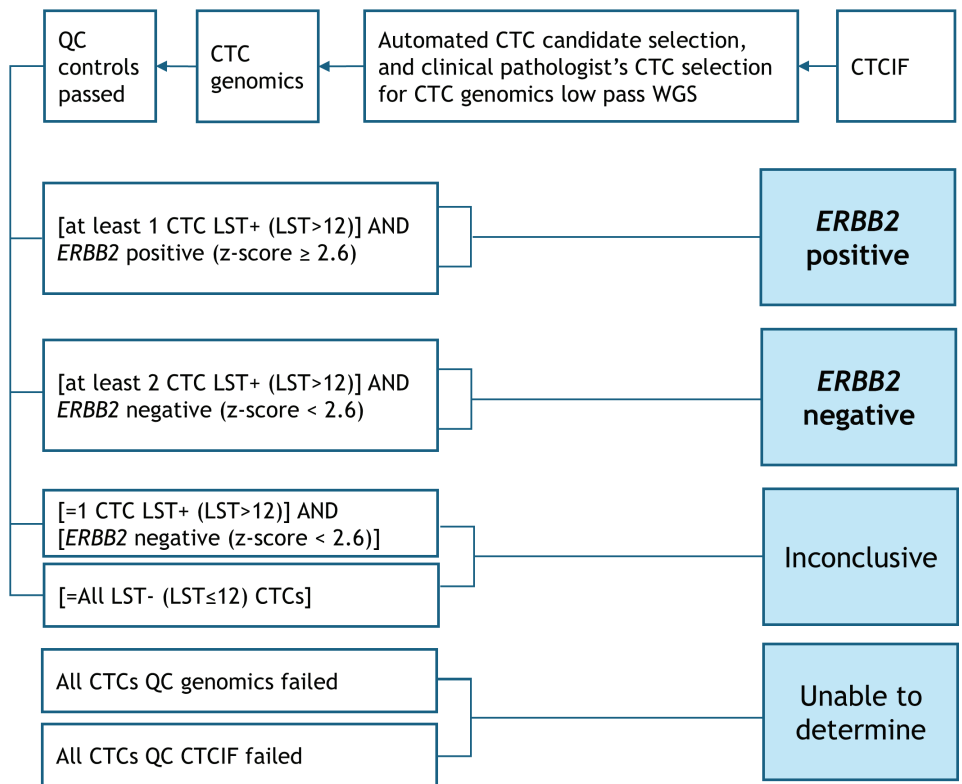 QC
controls
passed
CTC
genomics
Automated CTC candidate selection,
and clinical pathologist’s CTC selection
for CTC genomics low pass WGS
CTCIF
[at least 1 CTC LST+ (LST>12)] AND
ERBB2 positive (z-score ≥ 2.6)
ERBB2
positive
[at least 2 CTC LST+ (LST>12)] AND
ERBB2 negative (z-score < 2.6)
ERBB2
negative
[=1 CTC LST+ (LST>12)] AND
[ERBB2 negative (z-score < 2.6)]
[=All LST- (LST≤12) CTCs]
Inconclusive
All CTCs QC genomics failed
All CTCs QC CTCIF failed
Unable to
determine